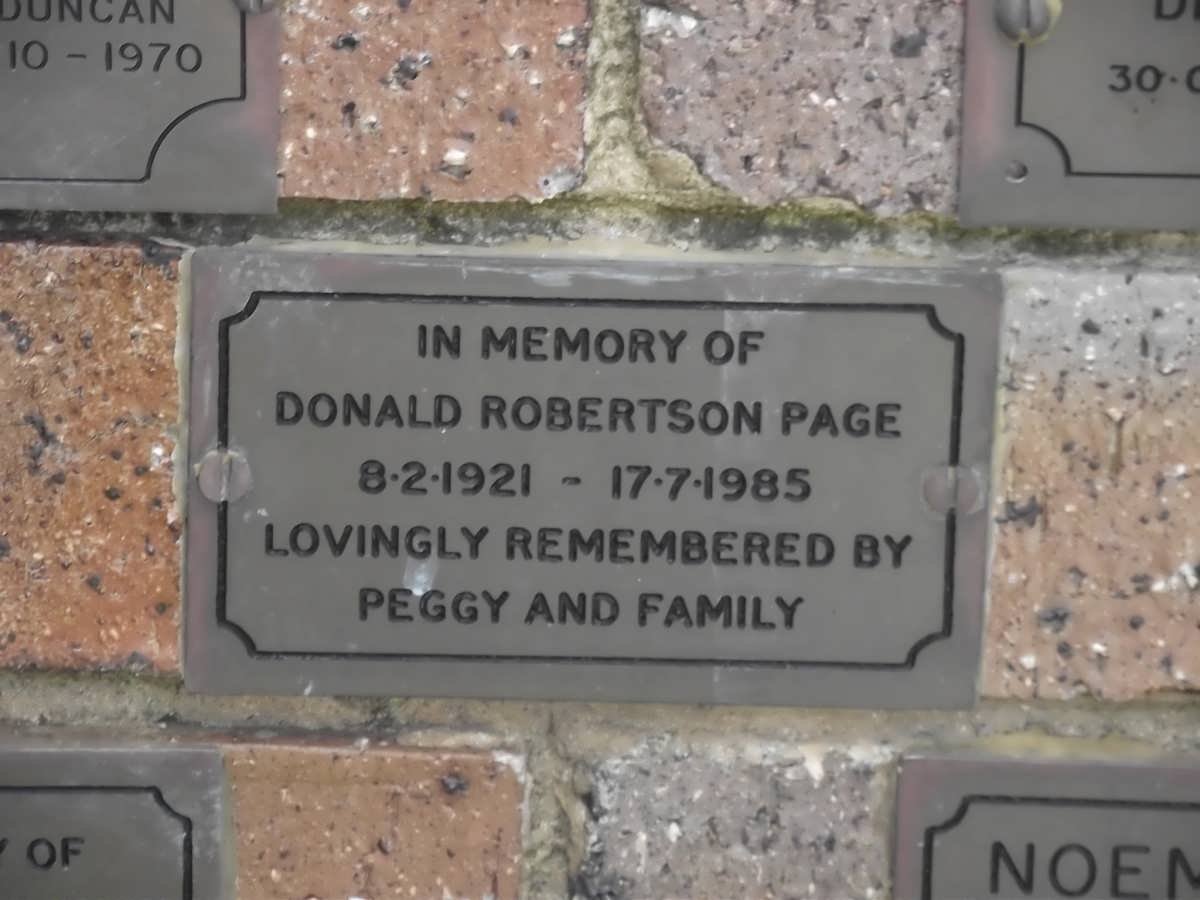 DUNCAN
10 – 1970
30·
IN MEMORY OF
DONALD ROBERTSON PAGE
8·2·1921 - 17·7·1985
LOVINGLY REMEMBERED BY
PEGGY AND FAMILY
OF
NOEM